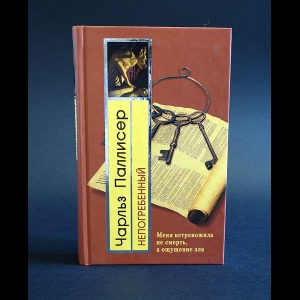 Чарльз Паллисер
НЕПОГРЕБЕННЫЙ
Меня встревожила
не смерть,
а ощущение зла